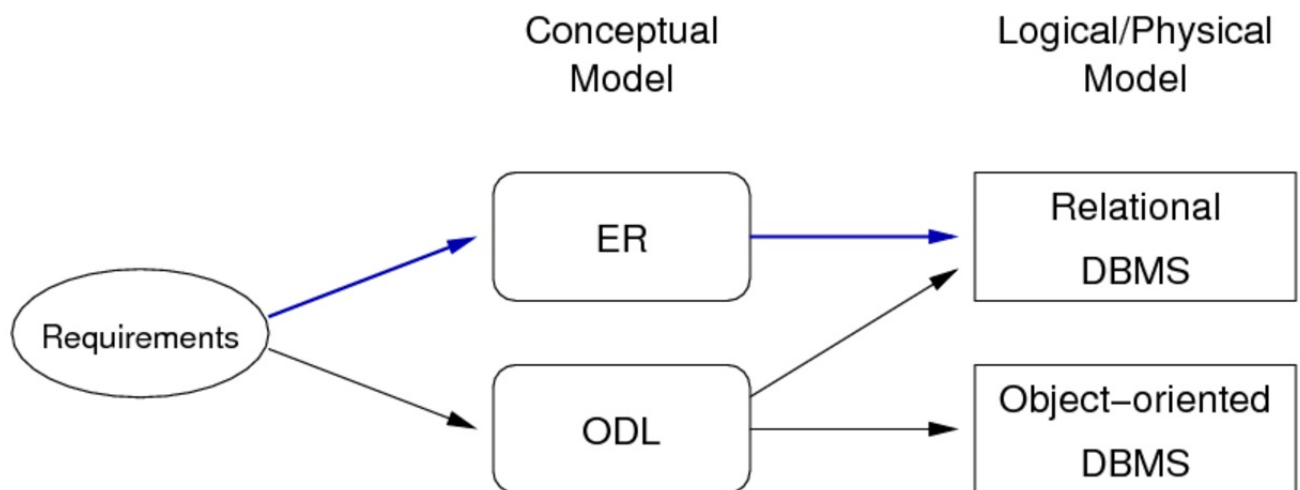 Conceptual
Model
Logical/Physical
Model
ER
Relational
DBMS
Requirements
ODL
Object–oriented
DBMS